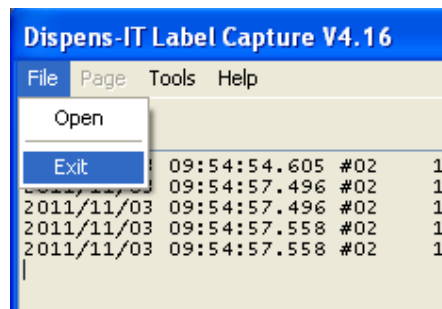 Dispens-IT Label Capture V4.16
File Page Tools Help
Open
Exit
09:54:54.605 #02 1
09:54:57.496 #02 1
2011/11/03 09:54:57.496 #02 1
2011/11/03 09:54:57.558 #02 1
2011/11/03 09:54:57.558 #02 1